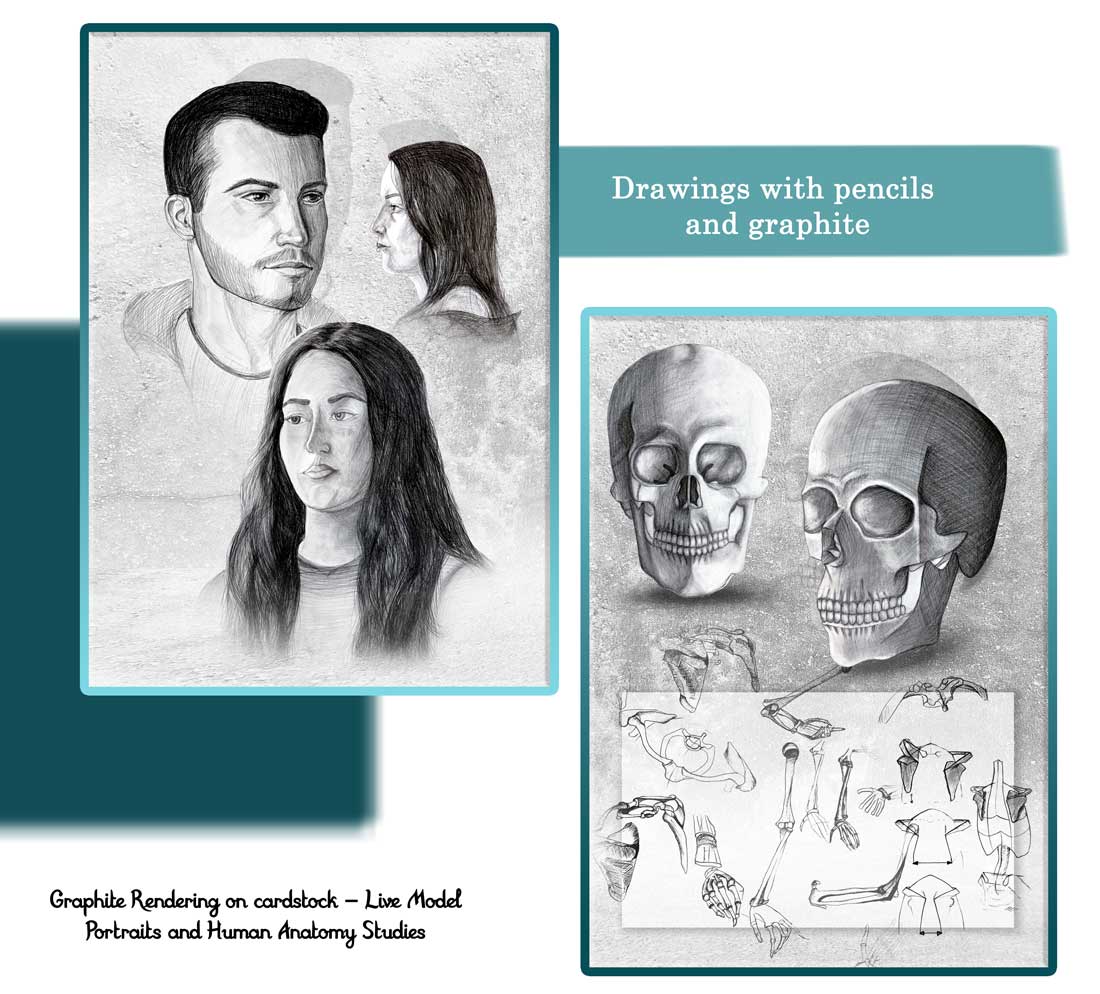 Drawings with pencils
and graphite
Graphite Rendering on cardstock – Live Model
Portraits and Human Anatomy Studies